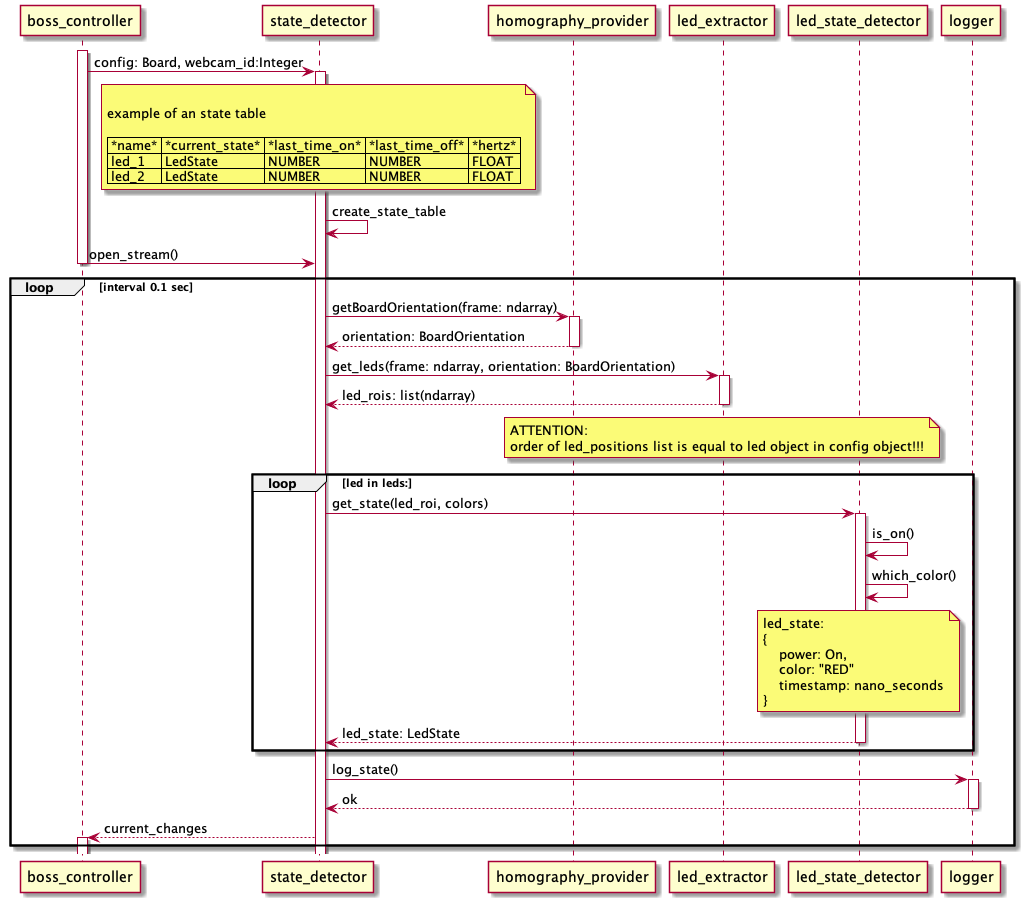 boss_controller state_detector homography_provider led_extractor led_state_detector logger
config: Board, webcam_id:Integer
example of an state table
*name* *current_state* *last_time_on* *last_time_off* *hertz*
led_1 LedState NUMBER NUMBER FLOAT
led_2 LedState NUMBER NUMBER FLOAT
create_state_table
open_stream()
loop [interval 0.1 sec]
getBoardOrientation(frame: ndarray)
orientation: BoardOrientation
get_leds(frame: ndarray, orientation: BoardOrientation)
led_rois: list(ndarray)
ATTENTION:
order of led_positions list is equal to led object in config object!!!
loop [led in leds:]
get_state(led_roi, colors)
is_on()
which_color()
led_state:
{
power: On,
color: "RED"
timestamp: nano_seconds
}
led_state: LedState
log_state()
ok
current_changes
boss_controller state_detector homography_provider led_extractor led_state_detector logger